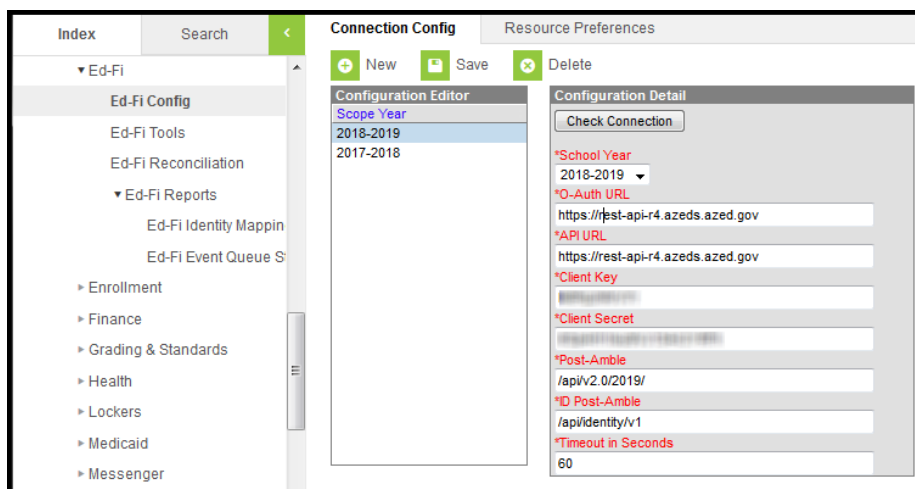 Index
Search
Ed-Fi
Ed-Fi Config
Ed-Fi Tools
Ed-Fi Reconciliation
Ed-Fi Reports
Ed-Fi Identity Mappin
Ed-Fi Event Queue S
Enrollment
Finance
Grading & Standards
Health
Lockers
Medicaid
Messenger
Connection Config
Resource Preferences
New
Save
Delete
Configuration Editor
Scope Year
2018-2019
2017-2018
Configuration Detail
Check Connection
*School Year
2018-2019
*O-Auth URL
https://rest-api-r4.azeds.azed.gov
*API URL
https://rest-api-r4.azeds.azed.gov
*Client Key
*Client Secret
*Post-Amble
/api/v2.0/2019/
*ID Post-Amble
/api/identity/v1
*Timeout in Seconds
60